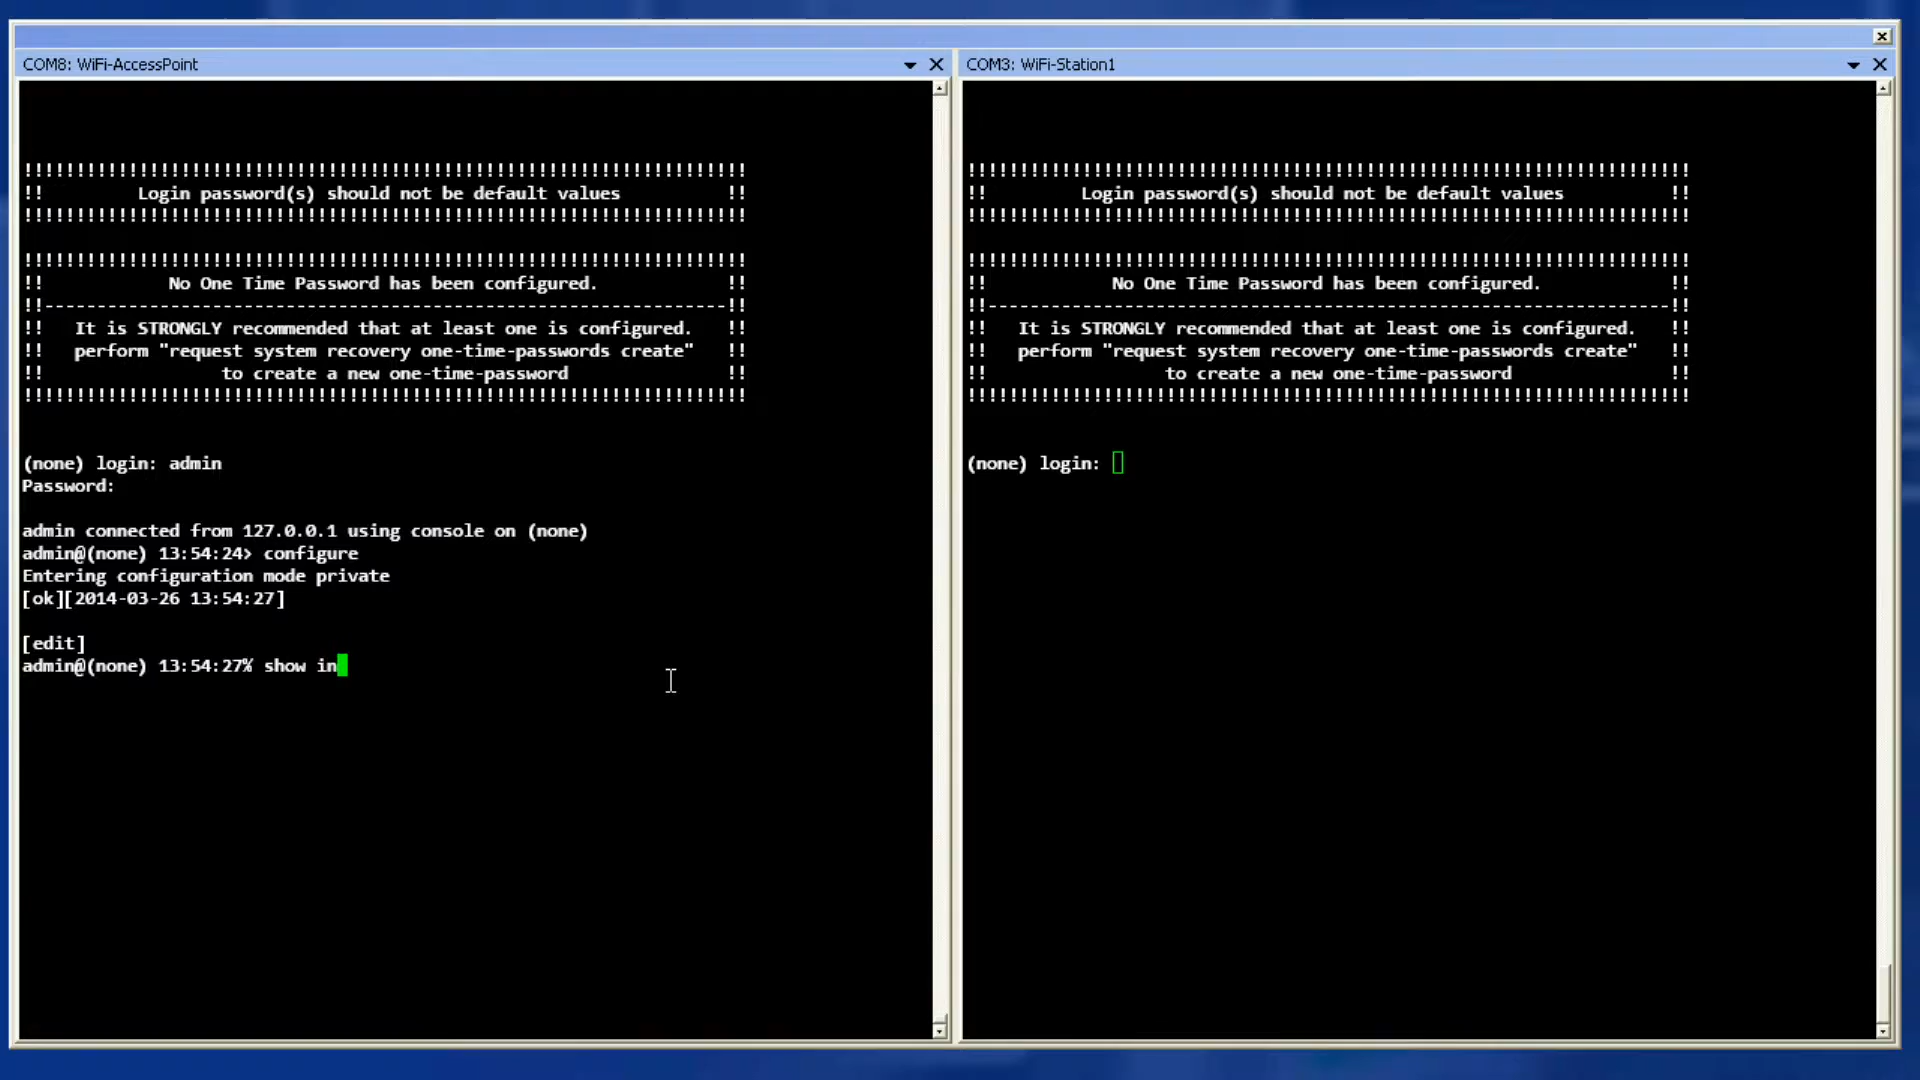 COM8: WiFi-AccessPoint
!!!!!!!!!!!!!!!!!!!!!!!!!!!!!!!!!!!!!!!!!!!!!!!!!!!!!!!!!!!!!!!!!!!!!
!! Login password(s) should not be default values !!
!!!!!!!!!!!!!!!!!!!!!!!!!!!!!!!!!!!!!!!!!!!!!!!!!!!!!!!!!!!!!!!!!!!!!
!!!!!!!!!!!!!!!!!!!!!!!!!!!!!!!!!!!!!!!!!!!!!!!!!!!!!!!!!!!!!!!!!!!!!
!! No One Time Password has been configured. !!
!!-----------------------------------------------------------------!!
!! It is STRONGLY recommended that at least one is configured. !!
!! perform "request system recovery one-time-passwords create" !!
!! to create a new one-time-password !!
!!!!!!!!!!!!!!!!!!!!!!!!!!!!!!!!!!!!!!!!!!!!!!!!!!!!!!!!!!!!!!!!!!!!!
(none) login: admin
Password:
admin connected from 127.0.0.1 using console on (none)
admin@(none) 13:54:24> configure
Entering configuration mode private
[ok][2014-03-26 13:54:27]
[edit]
admin@(none) 13:54:27% show in
COM3: WiFi-Station1
!!!!!!!!!!!!!!!!!!!!!!!!!!!!!!!!!!!!!!!!!!!!!!!!!!!!!!!!!!!!!!!!!!!!!
!! Login password(s) should not be default values !!
!!!!!!!!!!!!!!!!!!!!!!!!!!!!!!!!!!!!!!!!!!!!!!!!!!!!!!!!!!!!!!!!!!!!!
!!!!!!!!!!!!!!!!!!!!!!!!!!!!!!!!!!!!!!!!!!!!!!!!!!!!!!!!!!!!!!!!!!!!!
!! No One Time Password has been configured. !!
!!-----------------------------------------------------------------!!
!! It is STRONGLY recommended that at least one is configured. !!
!! perform "request system recovery one-time-passwords create" !!
!! to create a new one-time-password !!
!!!!!!!!!!!!!!!!!!!!!!!!!!!!!!!!!!!!!!!!!!!!!!!!!!!!!!!!!!!!!!!!!!!!!
(none) login: